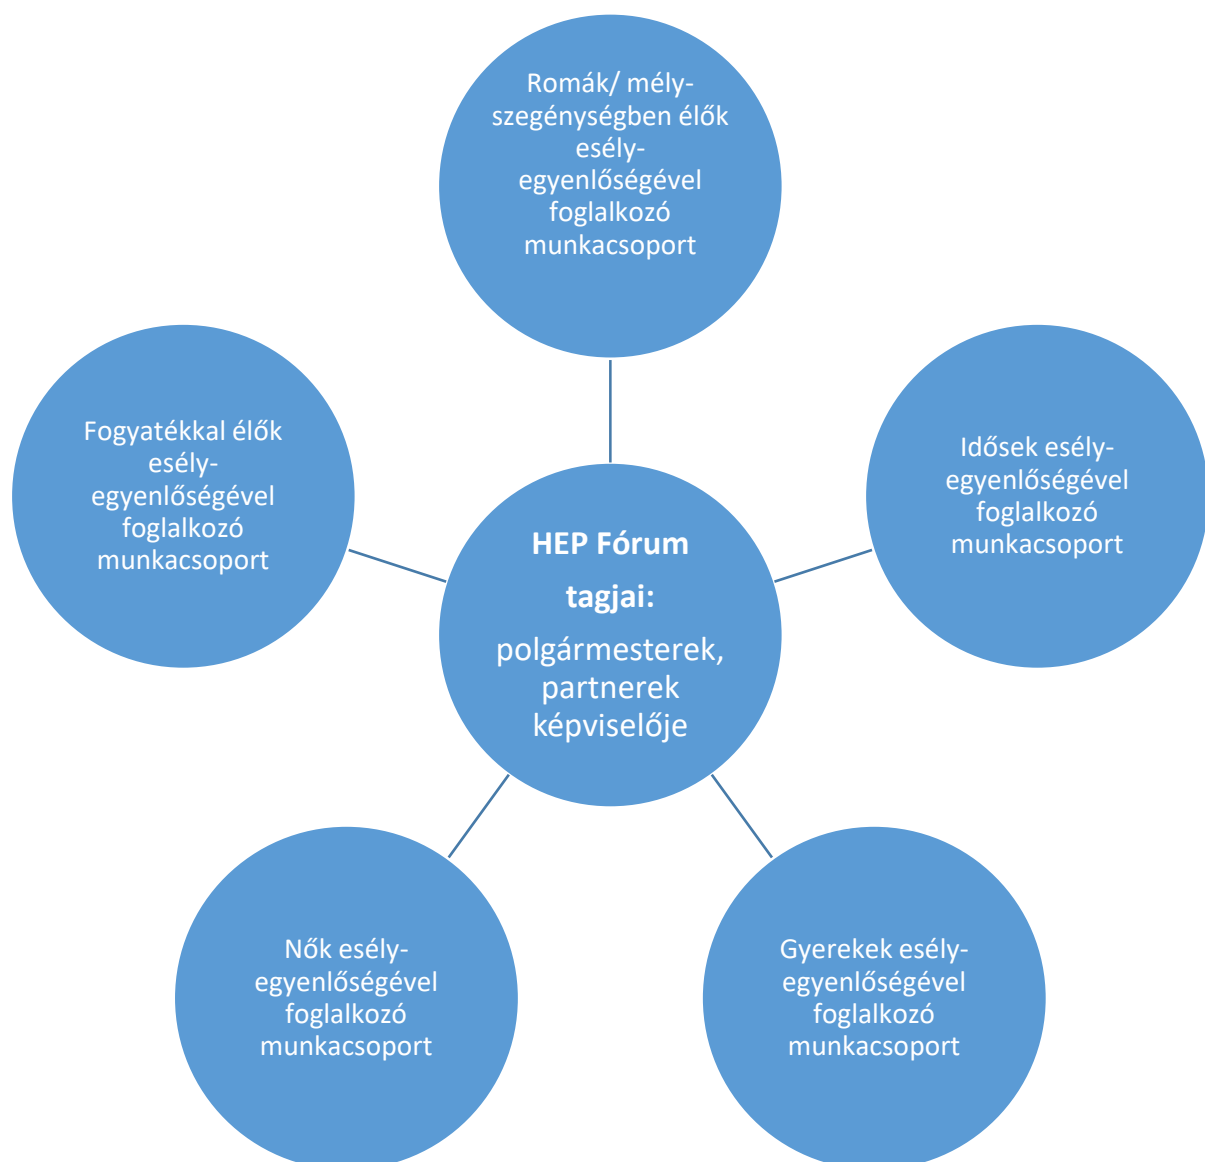 Romák/ mély-
szegénységben élők
esély-
egyenlőségével
foglalkozó
munkacsoport
Fogyatékkal élők
esély-
egyenlőségével
foglalkozó
munkacsoport
Idősek esély-
egyenlőségével
foglalkozó
munkacsoport
HEP Fórum
tagjai:
polgármesterek,
partnerek
képviselője
Nők esély-
egyenlőségével
foglalkozó
munkacsoport
Gyerekek esély-
egyenlőségével
foglalkozó
munkacsoport